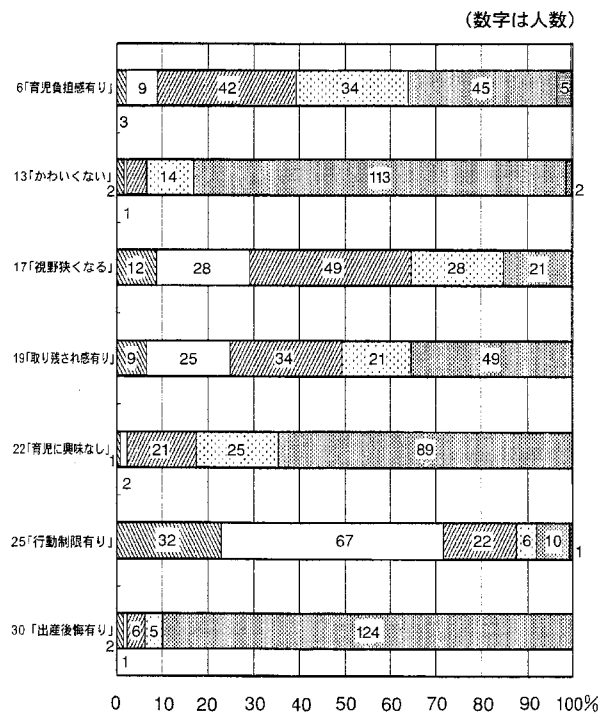 (数字は人数)
6「育児負担感有り」 9 42 34 45 5
3
13「かわいくない」 2 14 113 2
1
17「視野狭くなる」 12 28 49 28 21
19「取り残され感有り」 9 25 34 21 49
22「育児に興味なし」 1 21 25 89
2
25「行動制限有り」 32 67 22 6 10 1
30「出産後悔有り」 2 6 5 124
1
0 10 20 30 40 50 60 70 80 90 100%